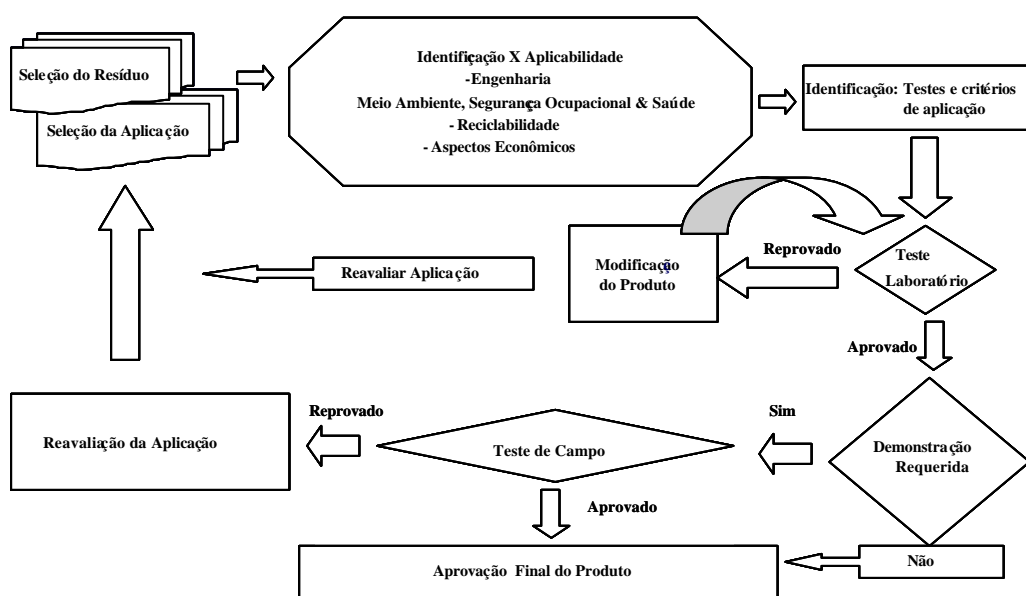 Seleção do Resíduo
Seleção da Aplicação
Identificação X Aplicabilidade
-Engenharia
Meio Ambiente, Segurança Ocupacional & Saúde
- Reciclabilidade
- Aspectos Econômicos
Identificação: Testes e critérios
de aplicação
Teste
Laboratório
Reprovado
Modificação
do Produto
Reavaliar Aplicação
Aprovado
Demonstração
Requerida
Sim
Teste de Campo
Reprovado
Reavaliação da Aplicação
Aprovado
Não
Aprovação Final do Produto